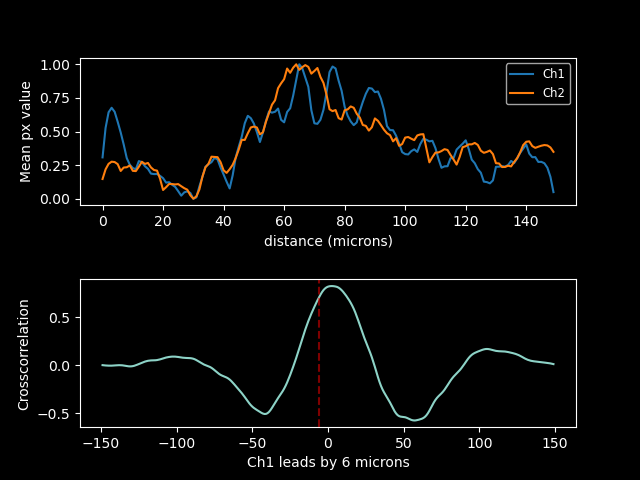 1.00
0.75
0.50
0.25
0.00
Mean px value
Ch1
Ch2
0 20 40 60 80 100 120 140
distance (microns)
0.5
0.0
−0.5
Crosscorrelation
−150 −100 −50 0 50 100 150
Ch1 leads by 6 microns